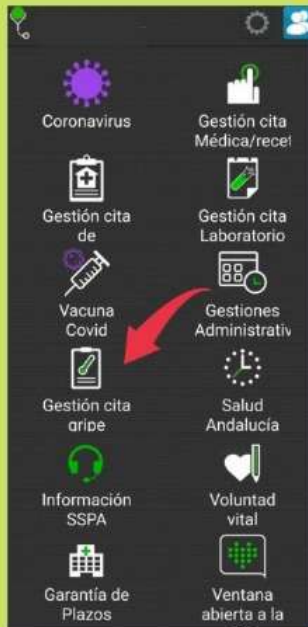 Coronavirus
Gestión cita
Médica/recet
Gestión cita
de
Gestión cita
Laboratorio
Vacuna
Covid
Gestiones
Administrativ
Gestión cita
gripe
Salud
Andalucía
Información
SSPA
Voluntad
vital
Garantía de
Plazos
Ventana
abierta a la